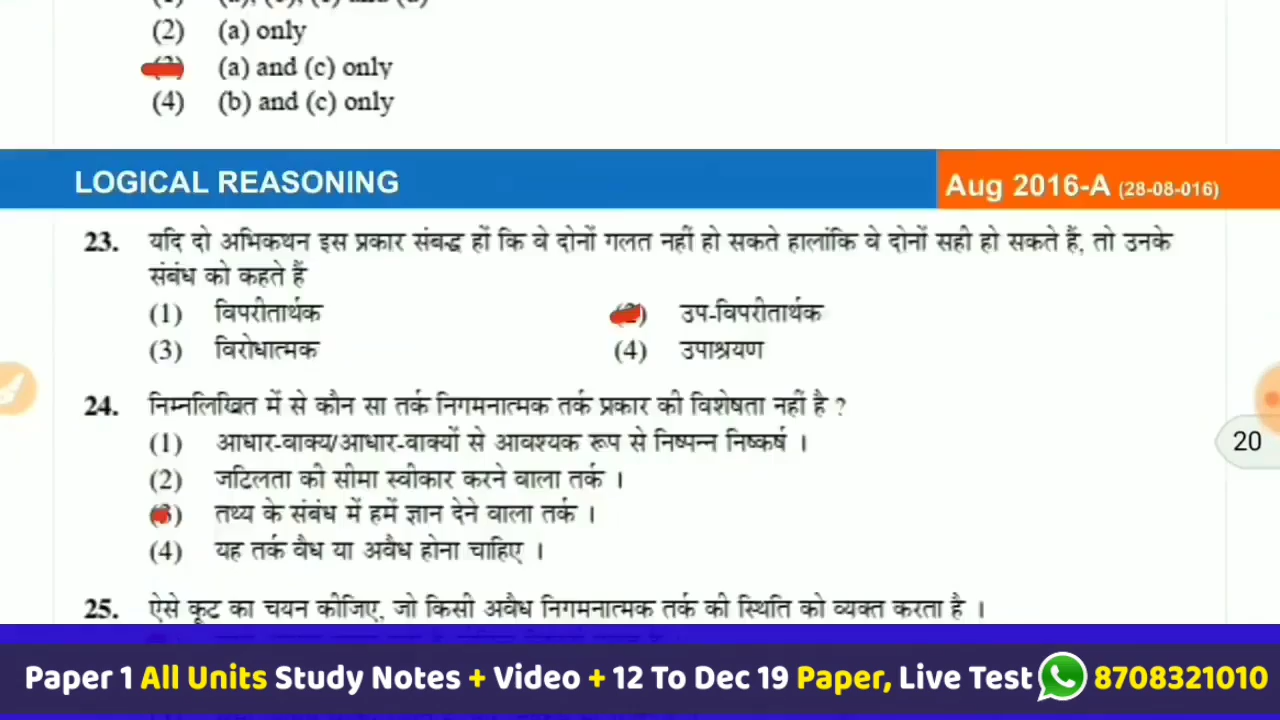 (2) (a) only
(a) and (c) only
(4) (b) and (c) only
LOGICAL REASONING
Aug 2016-A (28-08-016)
23. यदि दो अभिकथन इस प्रकार संबद्ध हों कि वे दोनों गलत नहीं हो सकते हालांकि वे दोनों सही हो सकते हैं, तो उनके
संबंध को कहते हैं
(1) विपरीतार्थक उप-विपरीतार्थक
(3) विरोधात्मक (4) उपाश्रयण
24. निम्नलिखित में से कौन सा तर्क निगमनात्मक तर्क प्रकार की विशेषता नहीं है ?
(1) आधार-वाक्य/आधार-वाक्यों से आवश्यक रूप से निष्पन्न निष्कर्ष ।
(2) जटिलता की सीमा स्वीकार करने वाला तर्क ।
(3) तथ्य के संबंध में हमें ज्ञान देने वाला तर्क ।
(4) यह तर्क वैध या अवैध होना चाहिए ।
20
25. ऐसे कूट का चयन कीजिए, जो किसी अवैध निगमनात्मक तर्क की स्थिति को व्यक्त करता है ।
Paper 1 All Units Study Notes + Video + 12 To Dec 19 Paper, Live Test 8708321010